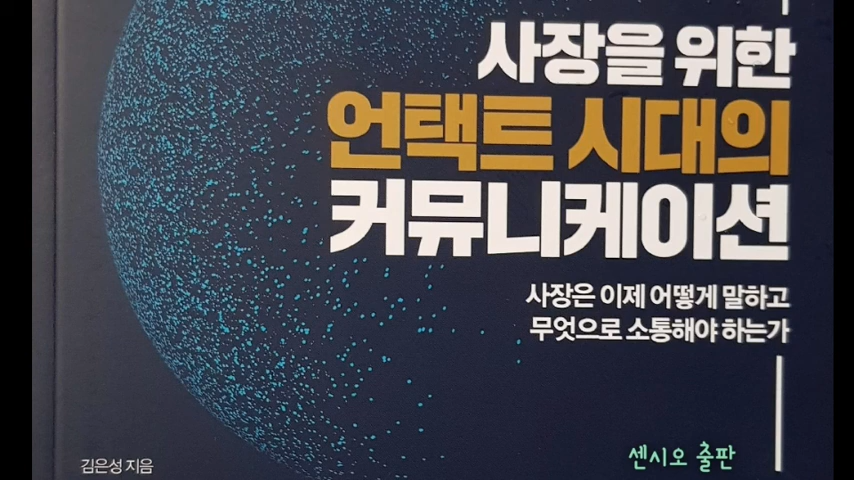 사장을 위한
언택트 시대의
커뮤니케이션
사장은 이제 어떻게 말하고
무엇으로 소통해야 하는가
김은성 지음
센시오 출판